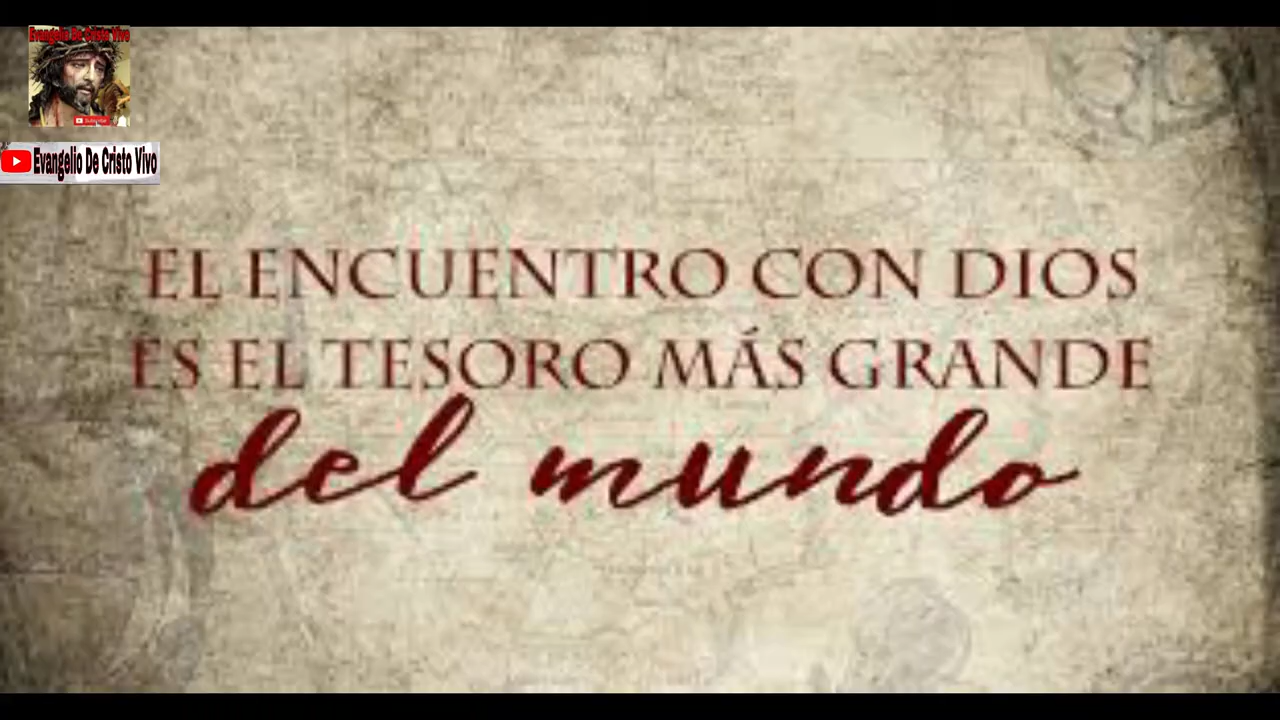 Evangelio De Cristo Vivo
Subscribe
Evangelio De Cristo Vivo
EL ENCUENTRO CON DIOS
ES EL TESORO MÁS GRANDE
del mundo